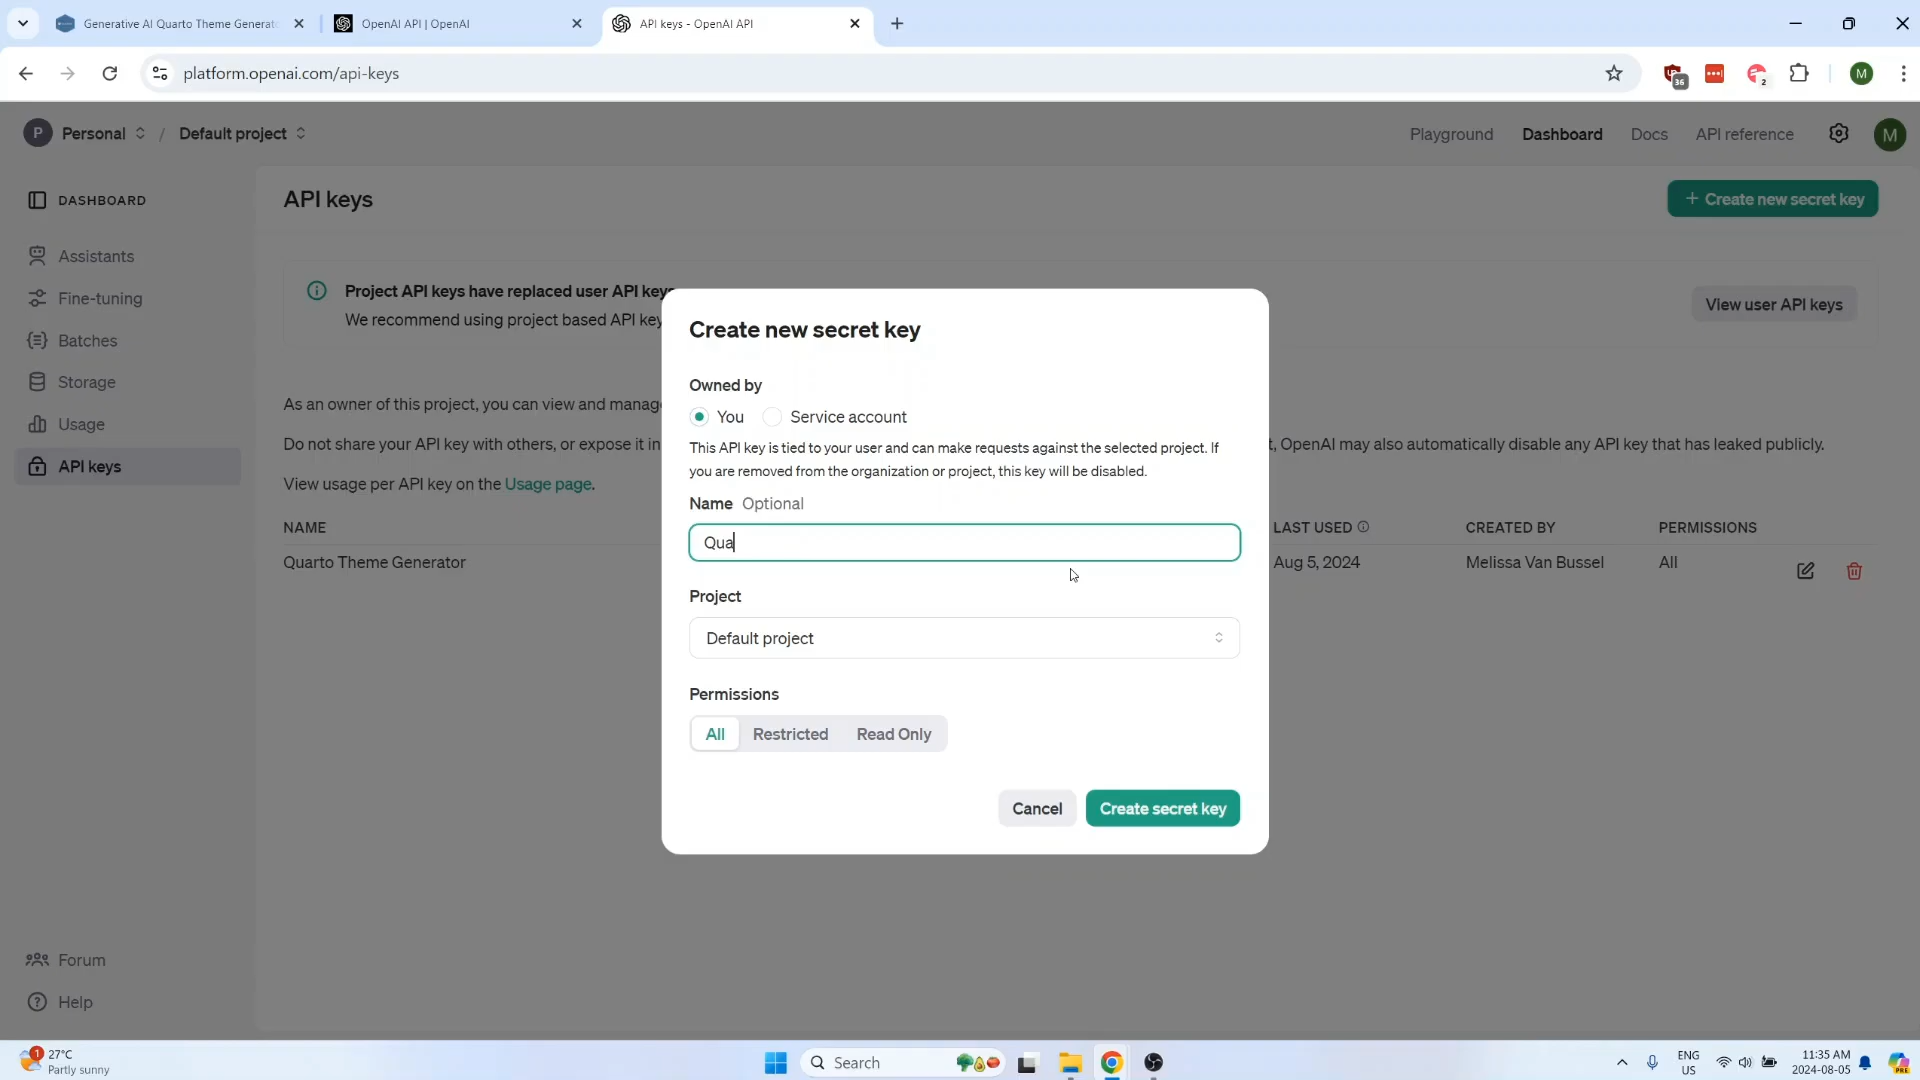 Generative AI Quarto Theme Generat
OpenAI API | OpenAI
API keys - OpenAI API
platform.openai.com/api-keys
36
2
M
P
Personal
/
Default project
Playground
Dashboard
Docs
API reference
M
DASHBOARD
Assistants
Fine-tuning
Batches
Storage
Usage
API keys
Forum
Help
API keys
+ Create new secret key
Project API keys have replaced user API keys
We recommend using project based API key
View user API keys
As an owner of this project, you can view and manag
Do not share your API key with others, or expose it in
t, OpenAI may also automatically disable any API key that has leaked publicly.
View usage per API key on the Usage page.
NAME
LAST USED
CREATED BY
PERMISSIONS
Quarto Theme Generator
Aug 5, 2024
Melissa Van Bussel
All
Create new secret key
Owned by
You
Service account
This API key is tied to your user and can make requests against the selected project. If
you are removed from the organization or project, this key will be disabled.
Name Optional
Qua
Project
Default project
Permissions
All
Restricted
Read Only
Cancel
Create secret key
1
27°C
Partly sunny
Search
ENG
US
11:35 AM
2024-08-05
PRE